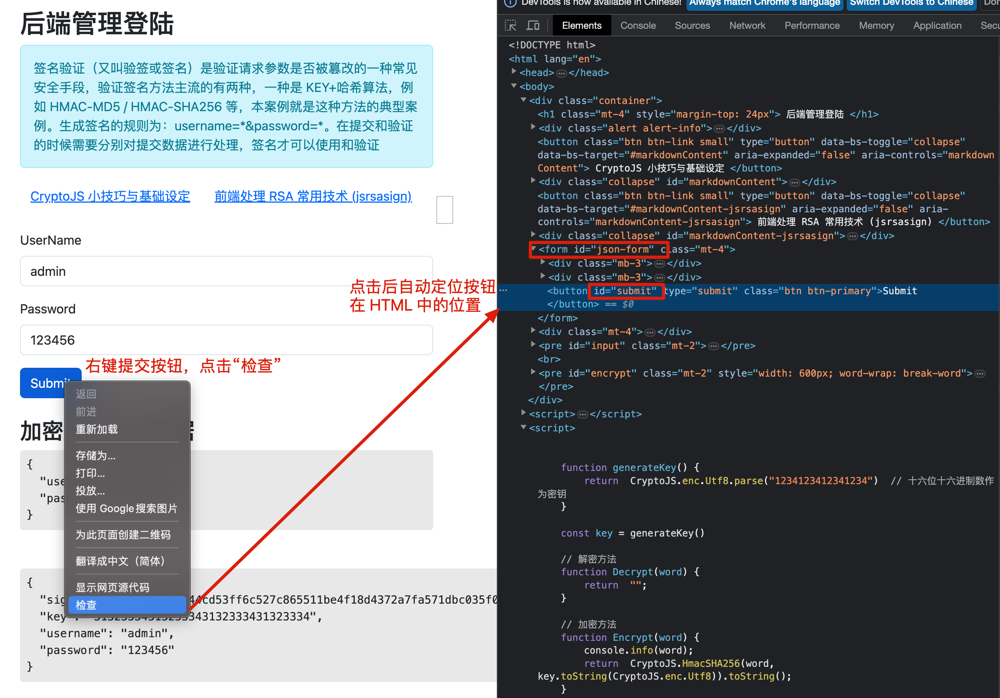 后端管理登陆
签名验证（又叫验签或签名）是验证请求参数是否被篡改的一种常见
安全手段，验证签名方法主流的有两种，一种是 KEY+哈希算法，例
如 HMAC-MD5 / HMAC-SHA256 等，本案例就是这种方法的典型案
例。生成签名的规则为：username=*&password=*。在提交和验证
的时候需要分别对提交数据进行处理，签名才可以使用和验证
CryptoJS 小技巧与基础设定
前端处理 RSA 常用技术 (jsrsasign)
UserName
admin
点击后自动定位按钮
在 HTML 中的位置
Password
123456
右键提交按钮，点击“检查”
Submit
返回
前进
重新加载
存储为...
打印...
投放...
使用 Google搜索图片
为此页面创建二维码
翻译成中文（简体）
显示网页源代码
检查
加密
{
"use
"pas
}
{
"sig 44cd53ff6c527c865511be4f18d4372a7fa571dbc035f0
"key": "31323334313233343132333431323334",
"username": "admin",
"password": "123456"
}
DevTools is now available in Chinese!
Always match Chrome's language
Switch DevTools to Chinese
Don
Elements
Console
Sources
Network
Performance
Memory
Application
Secu
<!DOCTYPE html>
<html lang="en">
<head>…</head>
<body>
<div class="container">
<h1 class="mt-4" style="margin-top: 24px"> 后端管理登陆 </h1>
<div class="alert alert-info">…</div>
<button class="btn btn-link small" type="button" data-bs-toggle="collapse"
data-bs-target="#markdownContent" aria-expanded="false" aria-controls="markdown
Content"> CryptoJS 小技巧与基础设定 </button>
<div class="collapse" id="markdownContent">…</div>
<button class="btn btn-link small" type="button" data-bs-toggle="collapse"
data-bs-target="#markdownContent-jsrsasign" aria-expanded="false" aria-
controls="markdownContent-jsrsasign"> 前端处理 RSA 常用技术 (jsrsasign) </button>
<div class="collapse" id="markdownContent-jsrsasign">…</div>
<form id="json-form" class="mt-4">
<div class="mb-3">…</div>
<div class="mb-3">…</div>
<button id="submit" type="submit" class="btn btn-primary">Submit
</button> == $0
</form>
<div class="mt-4">…</div>
<pre id="input" class="mt-2">…</pre>
<br>
<pre id="encrypt" class="mt-2" style="width: 600px; word-wrap: break-word">…
</pre>
</div>
<script>…</script>
<script>
function generateKey() {
return  CryptoJS.enc.Utf8.parse("1234123412341234")  // 十六位十六进制数作
为密钥
}
const key = generateKey()
// 解密方法
function Decrypt(word) {
return  "";
}
// 加密方法
function Encrypt(word) {
console.info(word);
return  CryptoJS.HmacSHA256(word,
key.toString(CryptoJS.enc.Utf8)).toString();
}